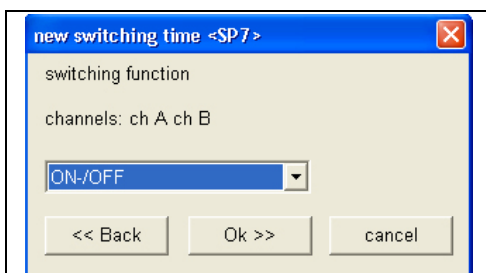 new switching time <SP7>
switching function
channels: ch A ch B
ON-/OFF
<< Back Ok >> cancel